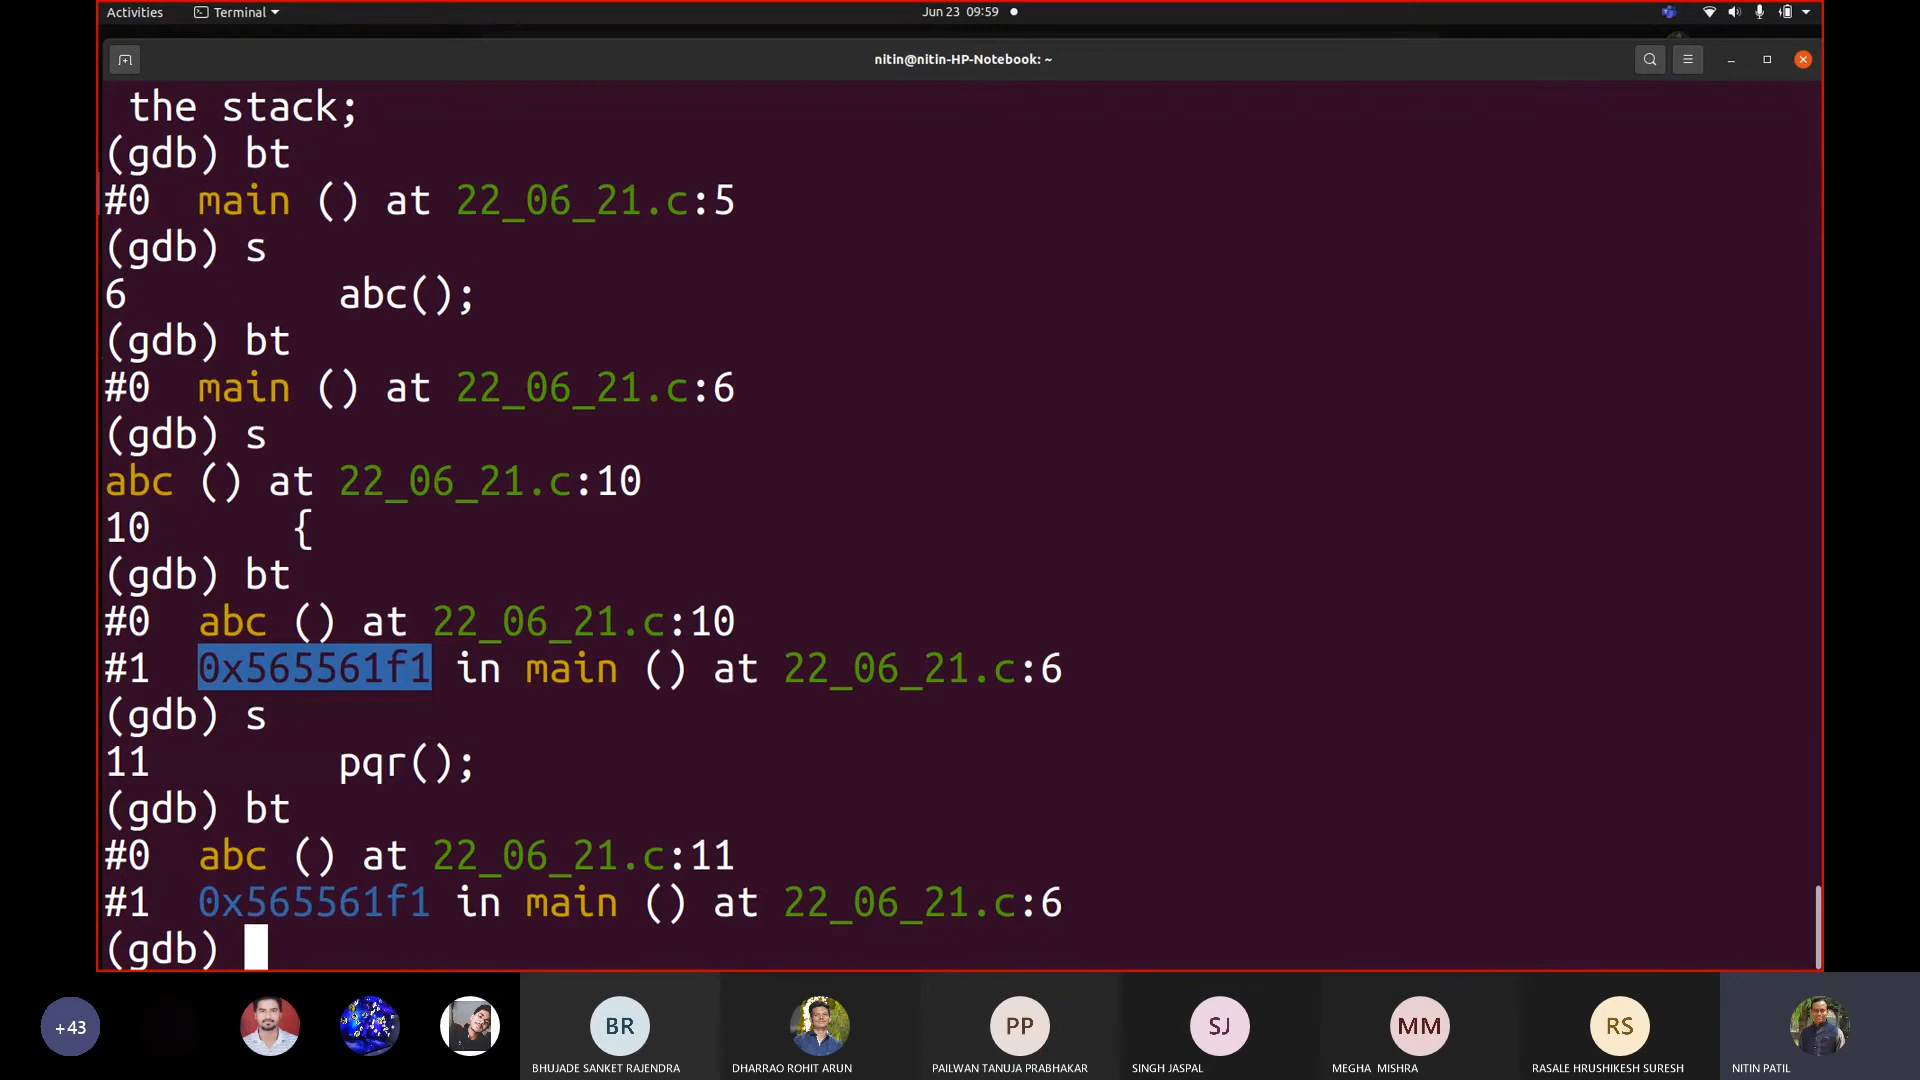 Activities Terminal Jun 23 09:59
nitin@nitin-HP-Notebook: ~
the stack;
(gdb) bt
#0 main () at 22_06_21.c:5
(gdb) s
6 abc();
(gdb) bt
#0 main () at 22_06_21.c:6
(gdb) s
abc () at 22_06_21.c:10
10 {
(gdb) bt
#0 abc () at 22_06_21.c:10
#1 0x565561f1 in main () at 22_06_21.c:6
(gdb) s
11 pqr();
(gdb) bt
#0 abc () at 22_06_21.c:11
#1 0x565561f1 in main () at 22_06_21.c:6
(gdb)
+43 BR PP SJ MM RS
BHUJADE SANKET RAJENDRA DHARRAO ROHIT ARUN PAILWAN TANUJA PRABHAKAR SINGH JASPAL MEGHA MISHRA RASALE HRUSHIKESH SURESH NITIN PATIL